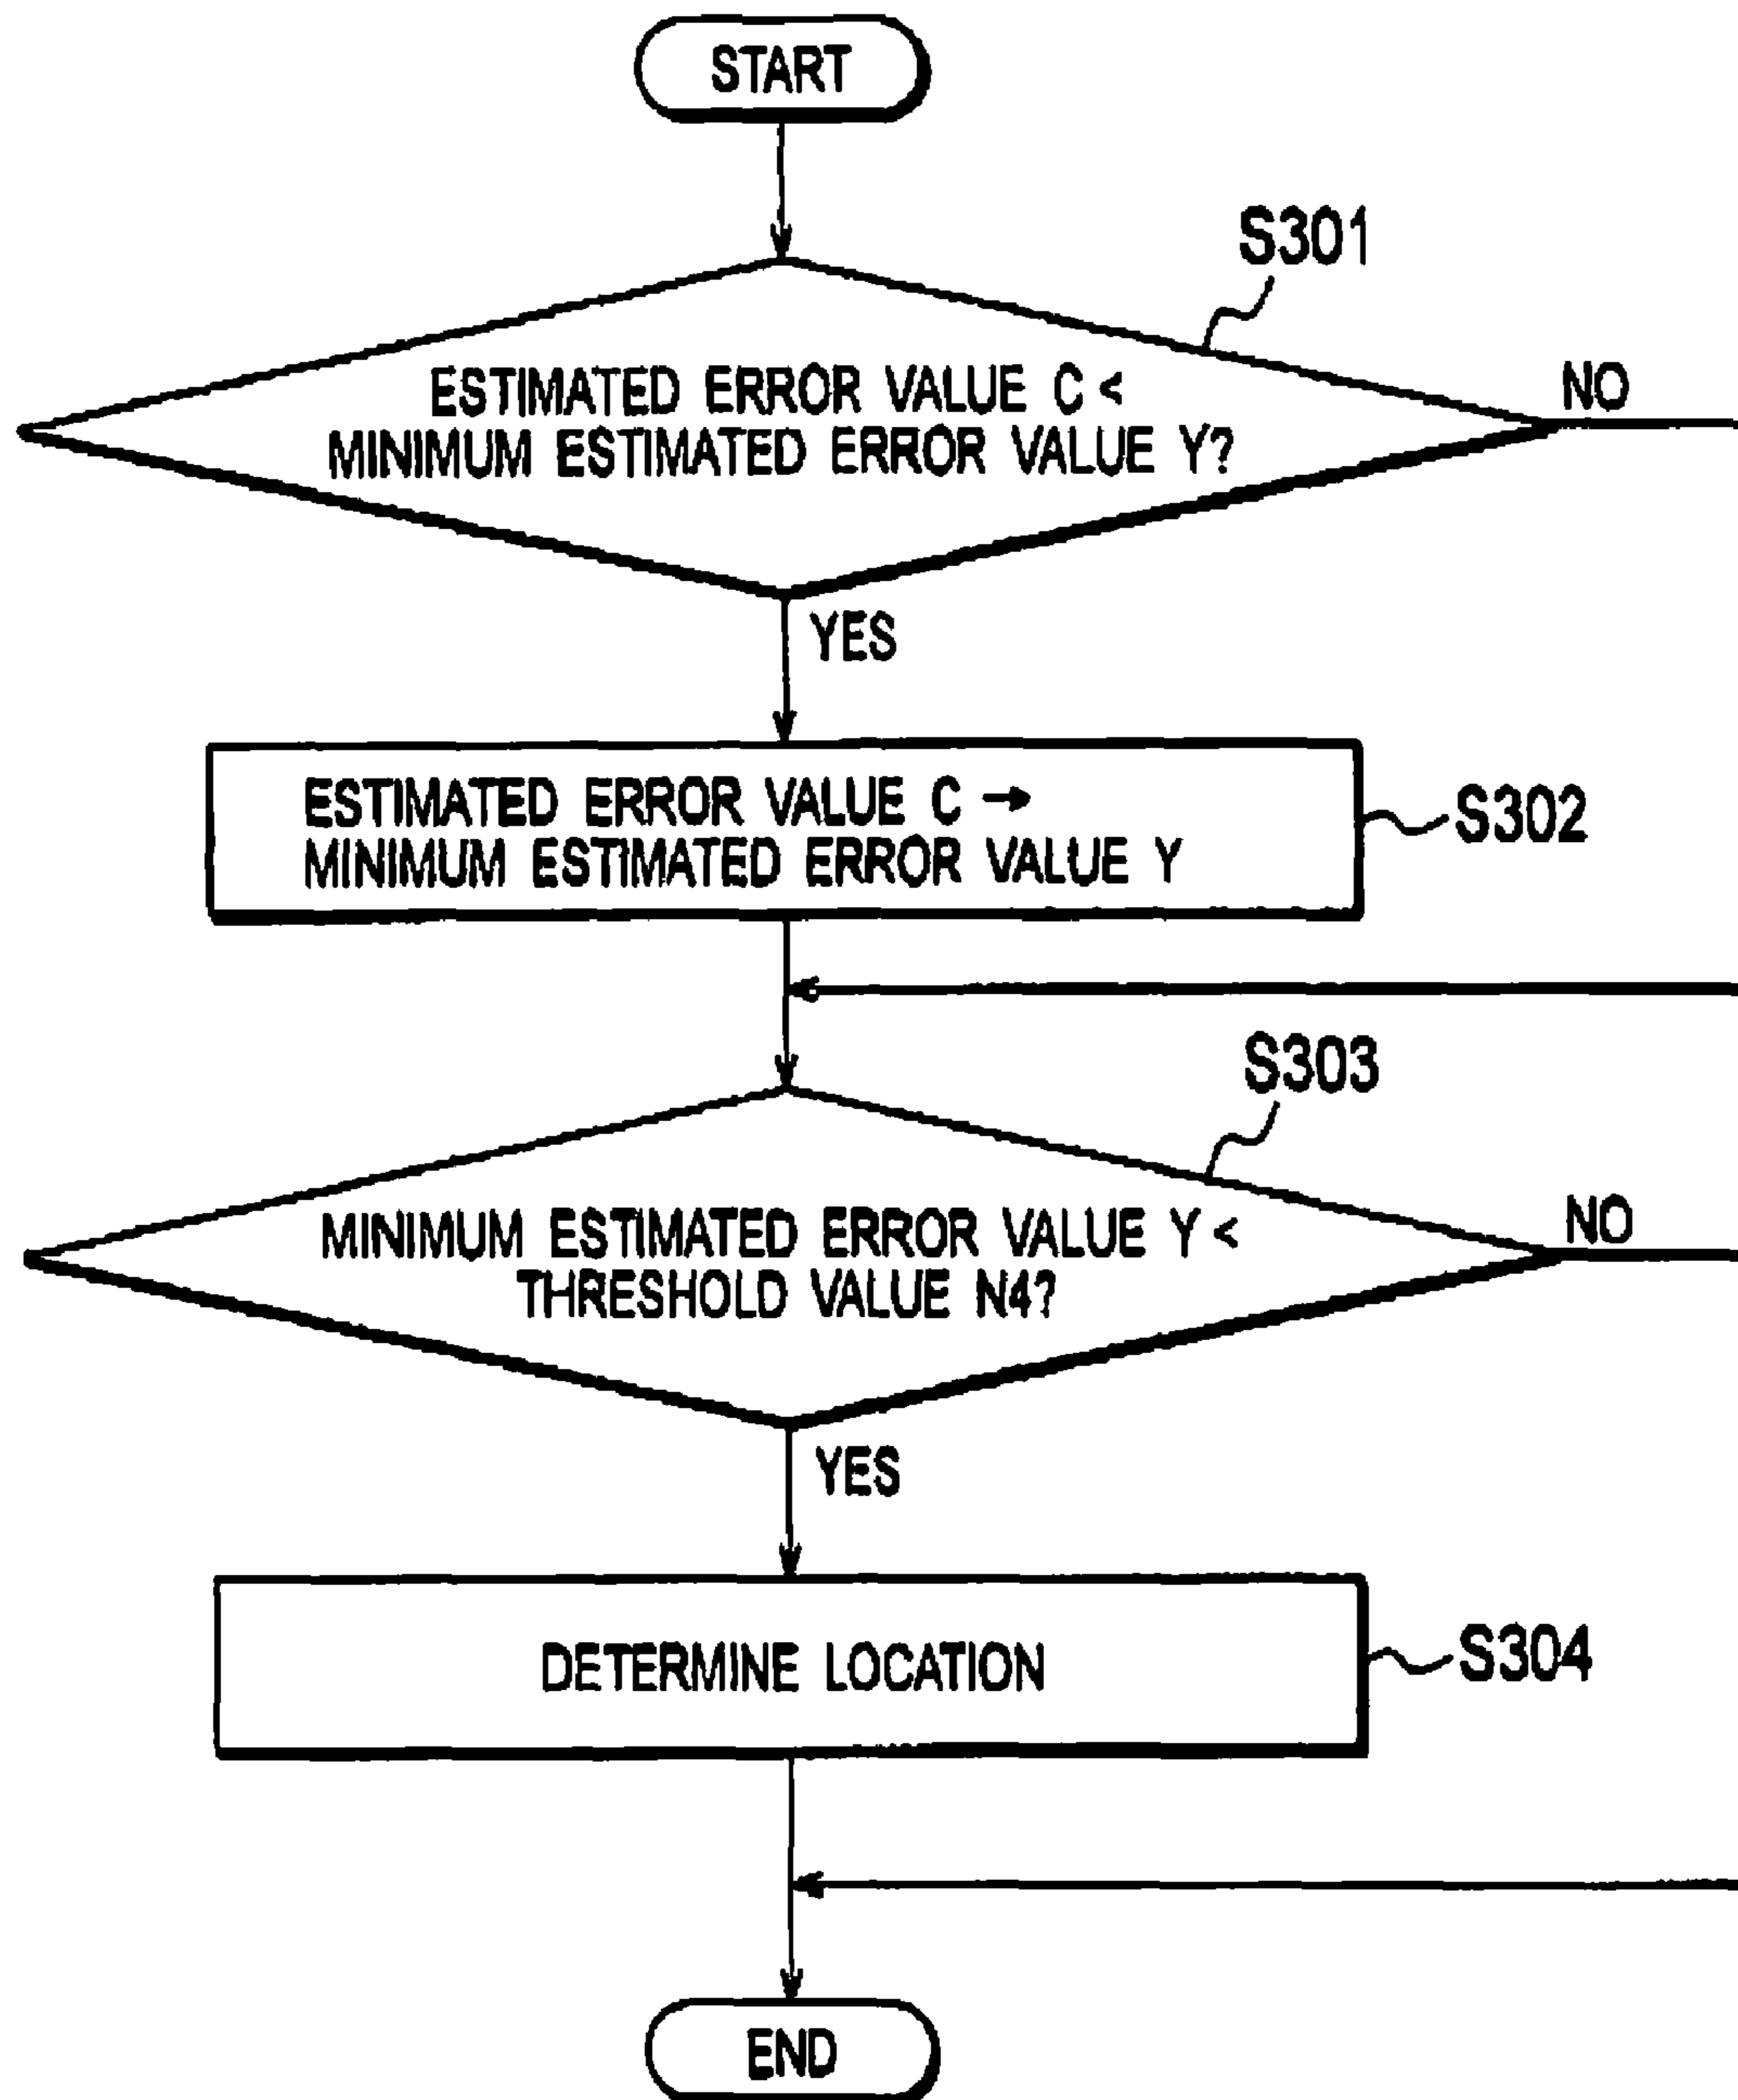 START
S301
ESTIMATED ERROR VALUE C <
MINIMUM ESTIMATED ERROR VALUE Y?
NO
YES
ESTIMATED ERROR VALUE C →
MINIMUM ESTIMATED ERROR VALUE Y
S302
S303
MINIMUM ESTIMATED ERROR VALUE Y <
THRESHOLD VALUE N4?
NO
YES
DETERMINE LOCATION
S304
END